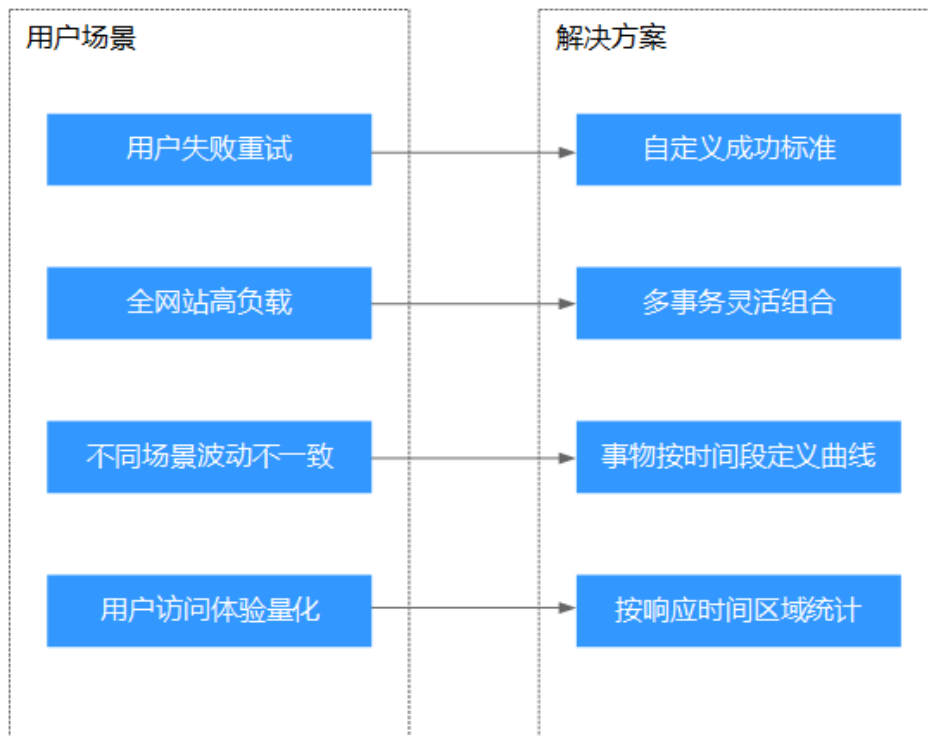 用户场景
解决方案
用户失败重试
自定义成功标准
全网站高负载
多事务灵活组合
不同场景波动不一致
事物按时间段定义曲线
用户访问体验量化
按响应时间区域统计